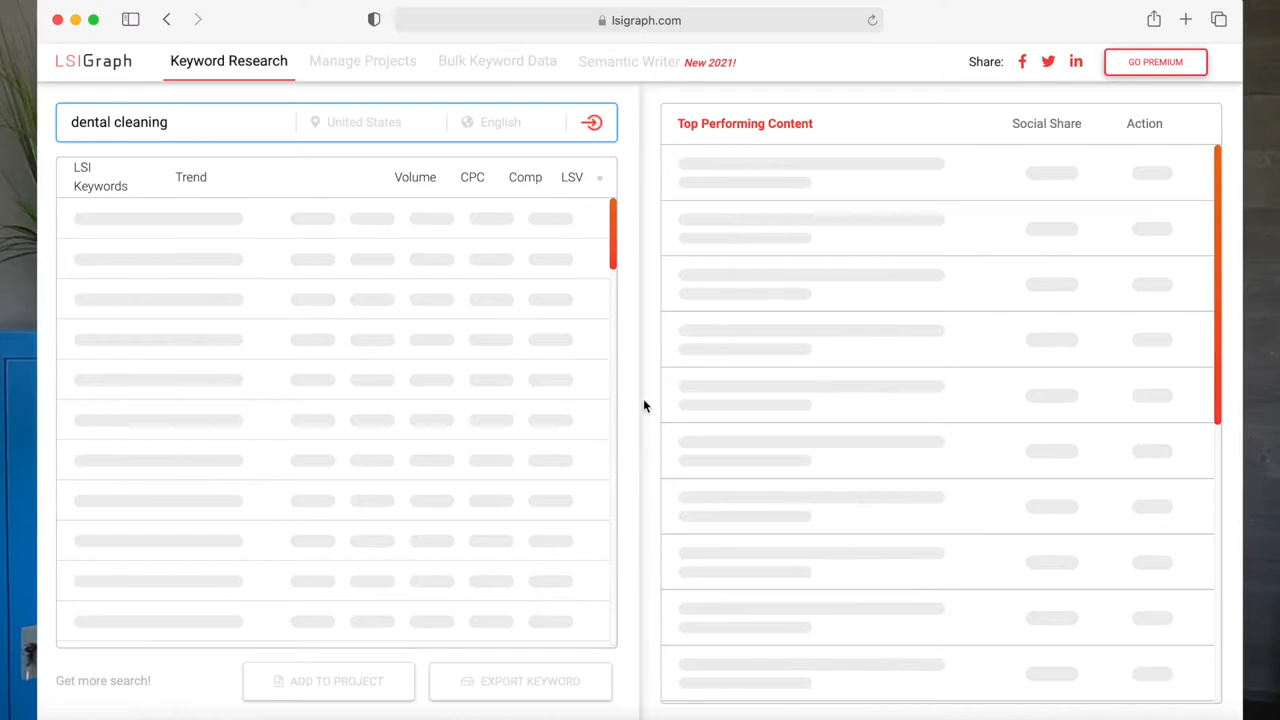 lsigraph.com
LSIGraph
Keyword Research
Manage Projects
Bulk Keyword Data
Semantic Writer New 2021!
Share:
GO PREMIUM
dental cleaning
United States
English
LSI
Keywords
Trend
Volume
CPC
Comp
LSV
Top Performing Content
Social Share
Action
Get more search!
ADD TO PROJECT
EXPORT KEYWORD